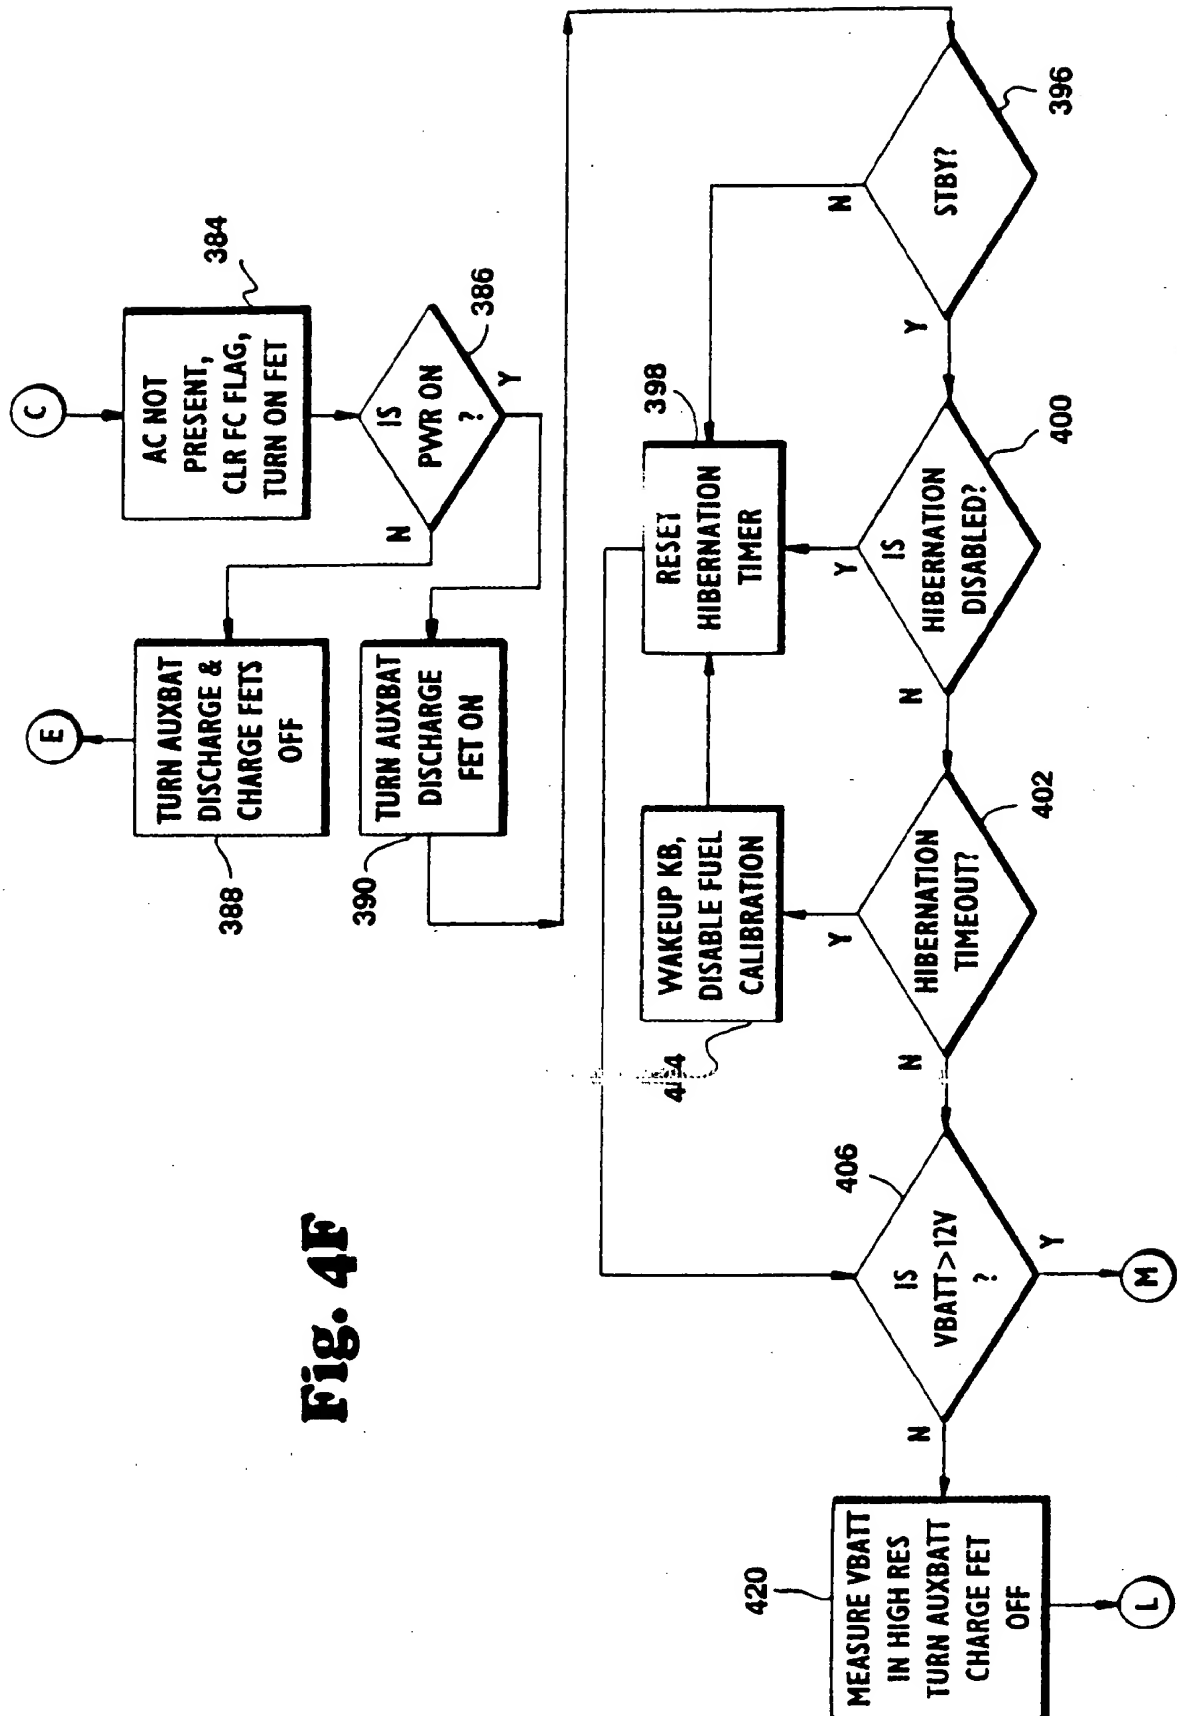 C
AC NOT
PRESENT,
CLR FC FLAG,
TURN ON FET
384
IS
PWR ON
?
386
N
Y
E
TURN AUXBAT
DISCHARGE &
CHARGE FETS
OFF
388
TURN AUXBAT
DISCHARGE
FET ON
390
STBY?
396
N
Y
RESET
HIBERNATION
TIMER
398
IS
HIBERNATION
DISABLED?
400
Y
N
WAKEUP KB,
DISABLE FUEL
CALIBRATION
HIBERNATION
TIMEOUT?
402
Y
N
IS
VBATT>12V
?
406
Y
N
M
MEASURE VBATT
IN HIGH RES
TURN AUXBATT
CHARGE FET
OFF
420
L
Fig. 4F